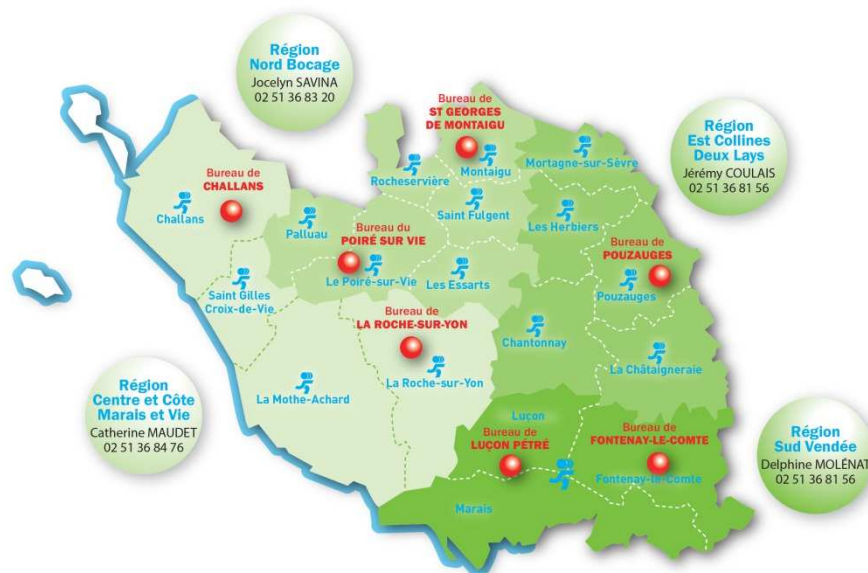 Région
Nord Bocage
Jocelyn SAVINA
02 51 36 83 20
Bureau de
ST GEORGES
DE MONTAIGU
Montaigu
Rocheservière
Mortagne-sur-Sèvre
Région
Est Collines
Deux Lays
Jérémy COULAIS
02 51 36 81 56
Bureau de
CHALLANS
Challans
Palluau
Bureau du
POIRÉ SUR VIE
Le Poiré-sur-Vie
Saint Fulgent
Les Herbiers
Bureau de
POUZAUGES
Pouzauges
Les Essarts
Saint Gilles
Croix-de-Vie
Bureau de
LA ROCHE-SUR-YON
La Roche-sur-Yon
Chantonnay
La Châtaigneraie
La Mothe-Achard
Région
Centre et Côte
Marais et Vie
Catherine MAUDET
02 51 36 84 76
Luçon
Bureau de
LUÇON PÉTRÉ
Bureau de
FONTENAY-LE-COMTE
Fontenay-le-Comte
Marais
Région
Sud Vendée
Delphine MOLÉNAT
02 51 36 81 56